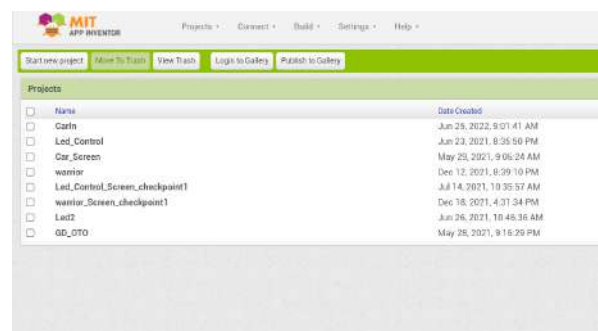 MIT
APP INVENTOR
Projects Connect Build Settings Help
Start new project Move To Trash View Trash Login to Gallery Publish to Gallery
Projects
Name Date Created
CarIn Jun 25, 2022, 9:01:41 AM
Led_Control Jun 23, 2021, 8:35:50 PM
Car_Screen May 29, 2021, 9:06:24 AM
warrior Dec 12, 2021, 8:39:10 PM
Led_Control_Screen_checkpoint1 Jul 14, 2021, 10:35:57 AM
warrior_Screen_checkpoint1 Dec 18, 2021, 4:31:34 PM
Led2 Jun 26, 2021, 10:46:36 AM
GD_OTO May 28, 2021, 9:16:29 PM